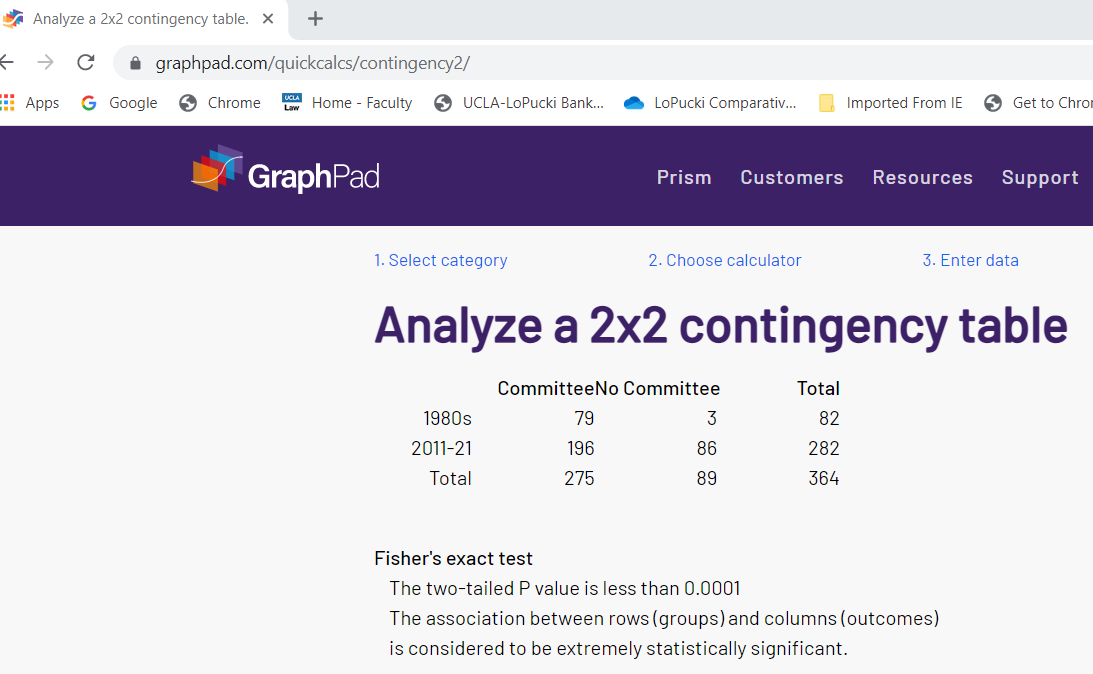 Analyze a 2x2 contingency table.
graphpad.com/quickcalcs/contingency2/
Apps Google Chrome UCLA Law Home - Faculty UCLA-LoPucki Bank... LoPucki Comparativ... Imported From IE Get to Chror
GraphPad Prism Customers Resources Support
1. Select category 2. Choose calculator 3. Enter data
Analyze a 2x2 contingency table
CommitteeNo Committee Total
1980s 79 3 82
2011-21 196 86 282
Total 275 89 364
Fisher's exact test
The two-tailed P value is less than 0.0001
The association between rows (groups) and columns (outcomes)
is considered to be extremely statistically significant.